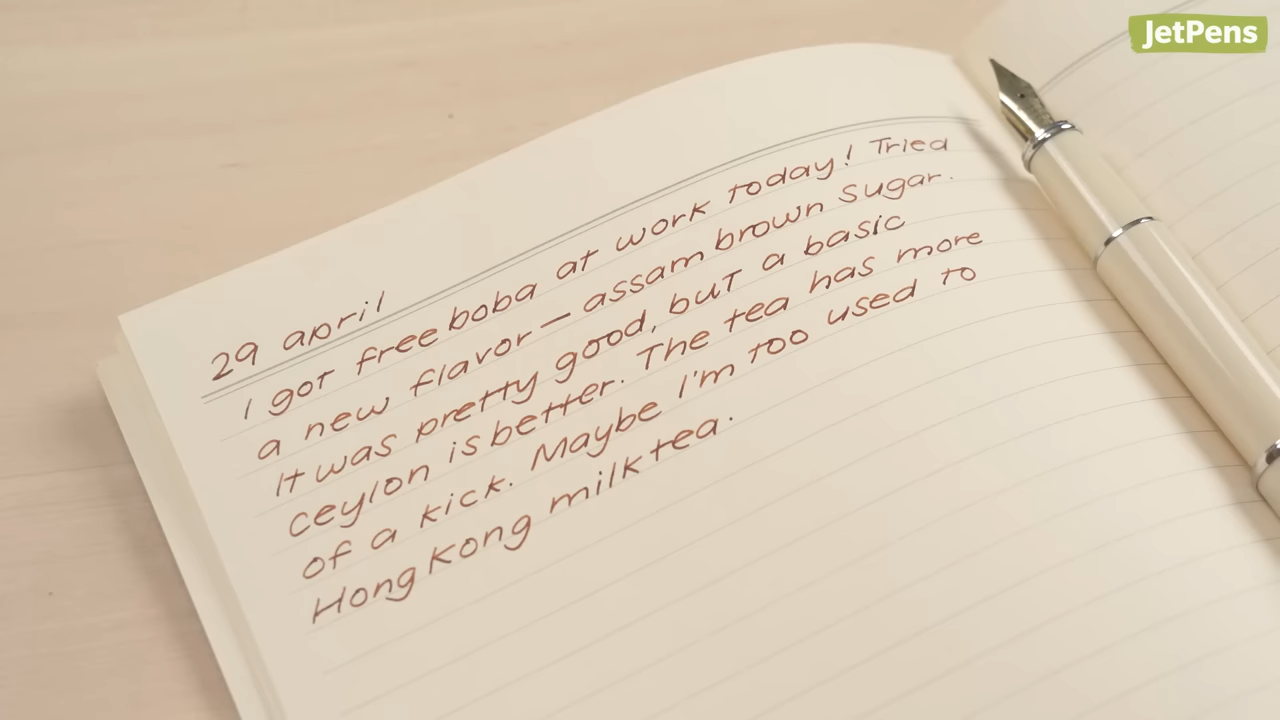 JetPens
29 april
I got free boba at work today! Tried
a new flavor – assam brown sugar.
It was pretty good, but a basic
ceylon is better. The tea has more
of a kick. Maybe I'm too used to
Hong Kong milk tea.